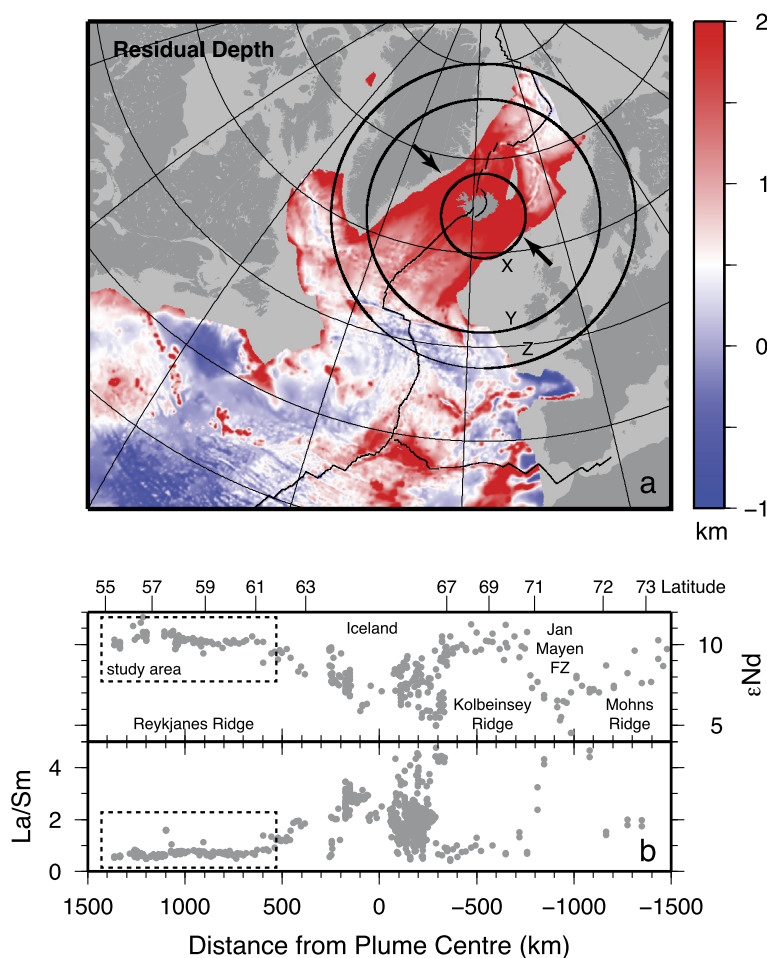 Residual Depth
X
Y
Z
a
2
1
0
−1
km
55 57 59 61 63 67 69 71 72 73 Latitude
Iceland
Jan
Mayen
FZ
study area
Reykjanes Ridge
Kolbeinsey
Ridge
Mohns
Ridge
10
5
εNd
La/Sm
4
2
0
b
1500 1000 500 0 −500 −1000 −1500
Distance from Plume Centre (km)